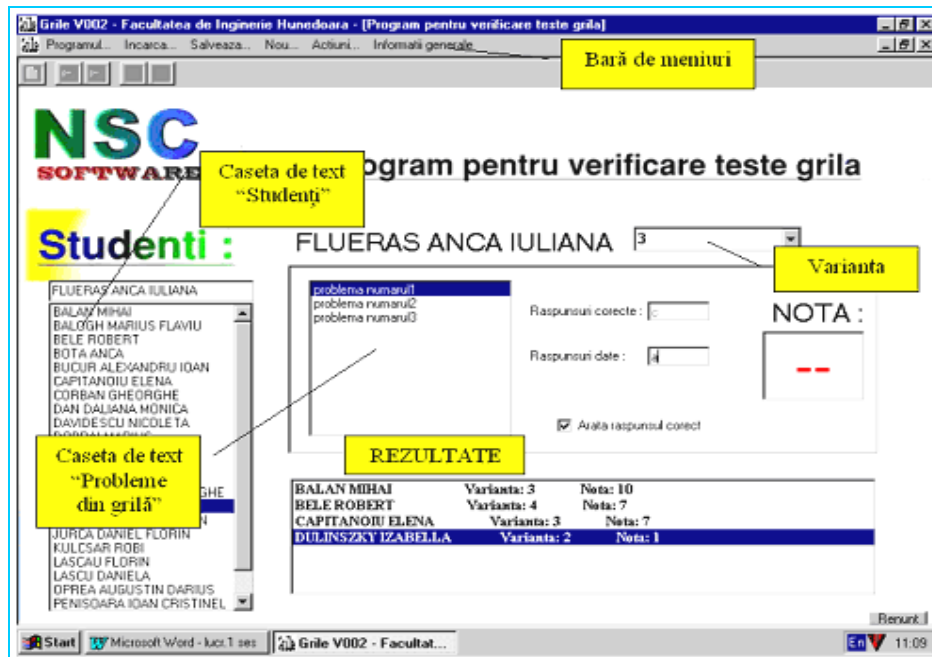 Grile V002 - Facultatea de Inginerie Hunedoara - [Program pentru verificare teste grila]
Programul... Incarca... Salveaza... Nou... Actiuni... Informatii generale
Bară de meniuri
NSC
SOFTWARE
Caseta de text
“Studenți”
ogram pentru verificare teste grila
Studenti :
FLUERAS ANCA IULIANA 3
Varianta
FLUERAS ANCA IULIANA
BALAN MIHAI
BALOGH MARIUS FLAVIU
BELE ROBERT
BOTA ANCA
BUCUR ALEXANDRU IOAN
CAPITANOIU ELENA
CORBAN GHEORGHE
DAN DALIANA MONICA
DAVIDESCU NICOLETA
Caseta de text
“Probleme
din grilă”
GHE
JURCA DANIEL FLORIN
KULCSAR ROBI
LASCAU FLORIN
LASCU DANIELA
OPREA AUGUSTIN DARIUS
PENISOARA IOAN CRISTINEL
problema numarul1
problema numarul2
problema numarul3
Raspunsuri corecte : c
Raspunsuri date : a
Arata raspunsul corect
NOTA :
--
REZULTATE
BALAN MIHAI Varianta: 3 Nota: 10
BELE ROBERT Varianta: 4 Nota: 7
CAPITANOIU ELENA Varianta: 3 Nota: 7
DULINSZKY IZABELLA Varianta: 2 Nota: 1
Renunt
Start Microsoft Word - lucr.1 ses Grile V002 - Facultat... En 11:09